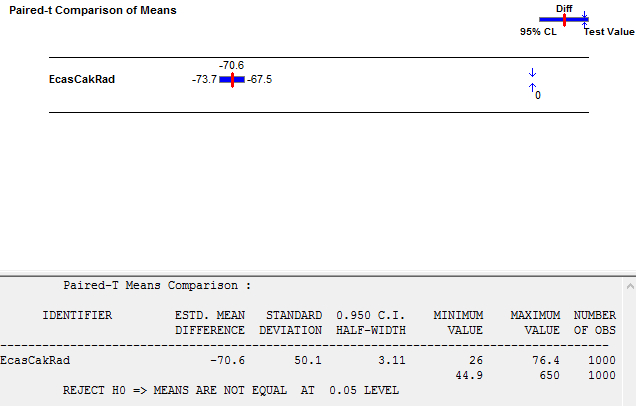 Paired-t Comparison of Means
Diff
95% CL Test Value
-70.6
EcasCakRad -73.7 -67.5
0
Paired-T Means Comparison :
IDENTIFIER ESTD. MEAN STANDARD 0.950 C.I. MINIMUM MAXIMUM NUMBER
DIFFERENCE DEVIATION HALF-WIDTH VALUE VALUE OF OBS
EcasCakRad -70.6 50.1 3.11 26 76.4 1000
44.9 650 1000
REJECT H0 => MEANS ARE NOT EQUAL AT 0.05 LEVEL